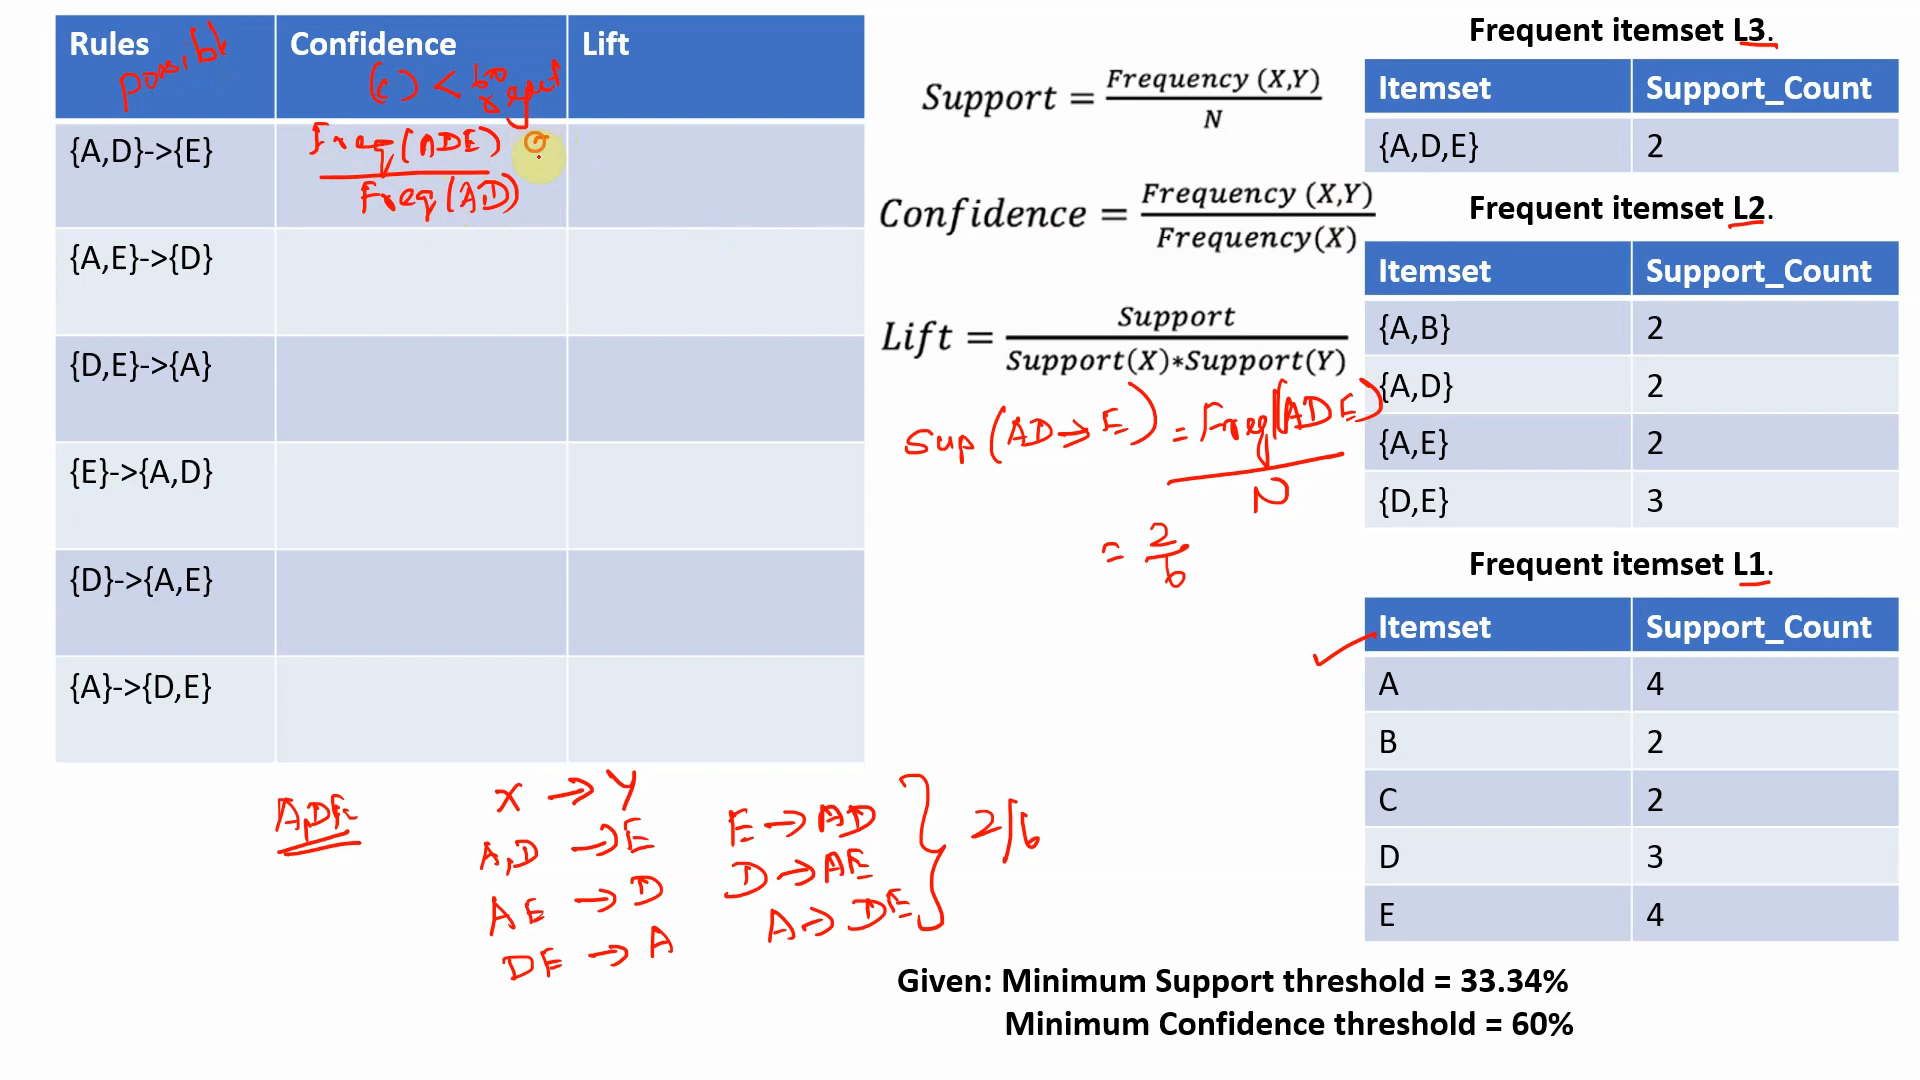 Rules Confidence Lift
possibl (c) < 60 reject
{A,D}->{E} Freq(ADE)
Freq(AD)
{A,E}->{D}
{D,E}->{A}
{E}->{A,D}
{D}->{A,E}
{A}->{D,E}
Support = Frequency (X,Y)
N
Confidence = Frequency (X,Y)
Frequency(X)
Lift = Support
Support(X)*Support(Y)
Sup (AD → E) = Freq(ADE)
N
= 2
6
Frequent itemset L3.
Itemset Support_Count
{A,D,E} 2
Frequent itemset L2.
Itemset Support_Count
{A,B} 2
{A,D} 2
{A,E} 2
{D,E} 3
Frequent itemset L1.
Itemset Support_Count
A 4
B 2
C 2
D 3
E 4
A,DE
X → Y
A,D → E
AE → D
DE → A
E → AD
D → AE
A → DE
2/6
Given: Minimum Support threshold = 33.34%
Minimum Confidence threshold = 60%